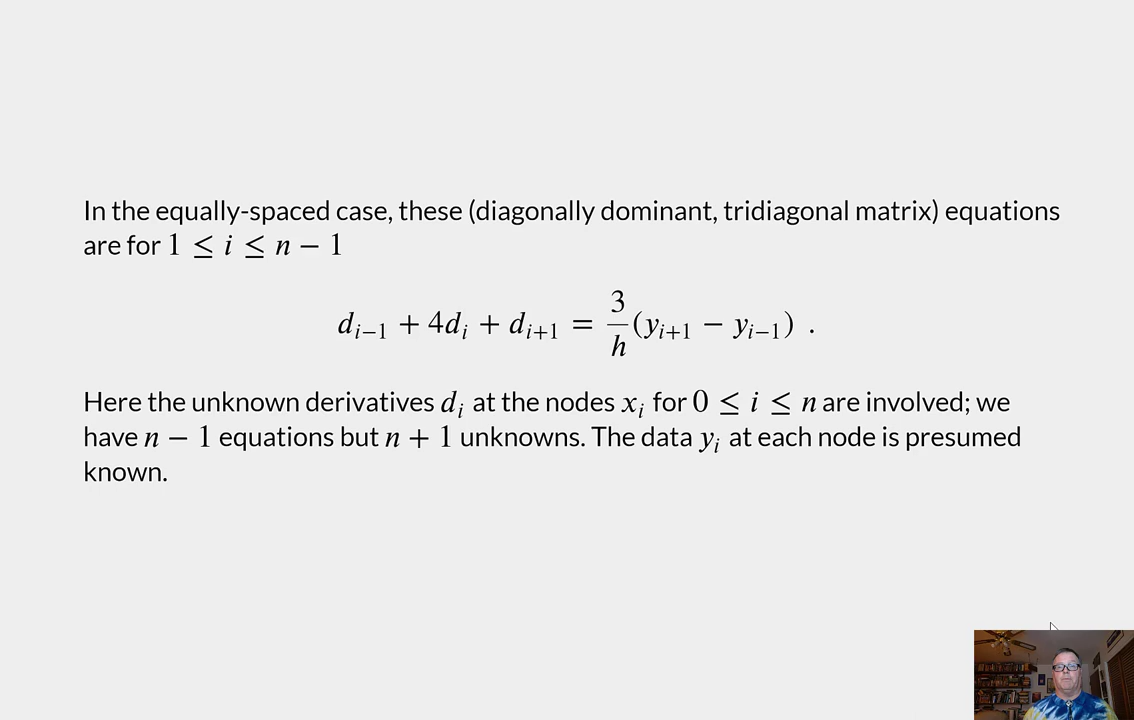 In the equally-spaced case, these (diagonally dominant, tridiagonal matrix) equations
are for 1 ≤ i ≤ n − 1
d_{i−1} + 4d_i + d_{i+1} = \frac{3}{h}(y_{i+1} − y_{i−1}) .
Here the unknown derivatives d_i at the nodes x_i for 0 ≤ i ≤ n are involved; we
have n − 1 equations but n + 1 unknowns. The data y_i at each node is presumed
known.